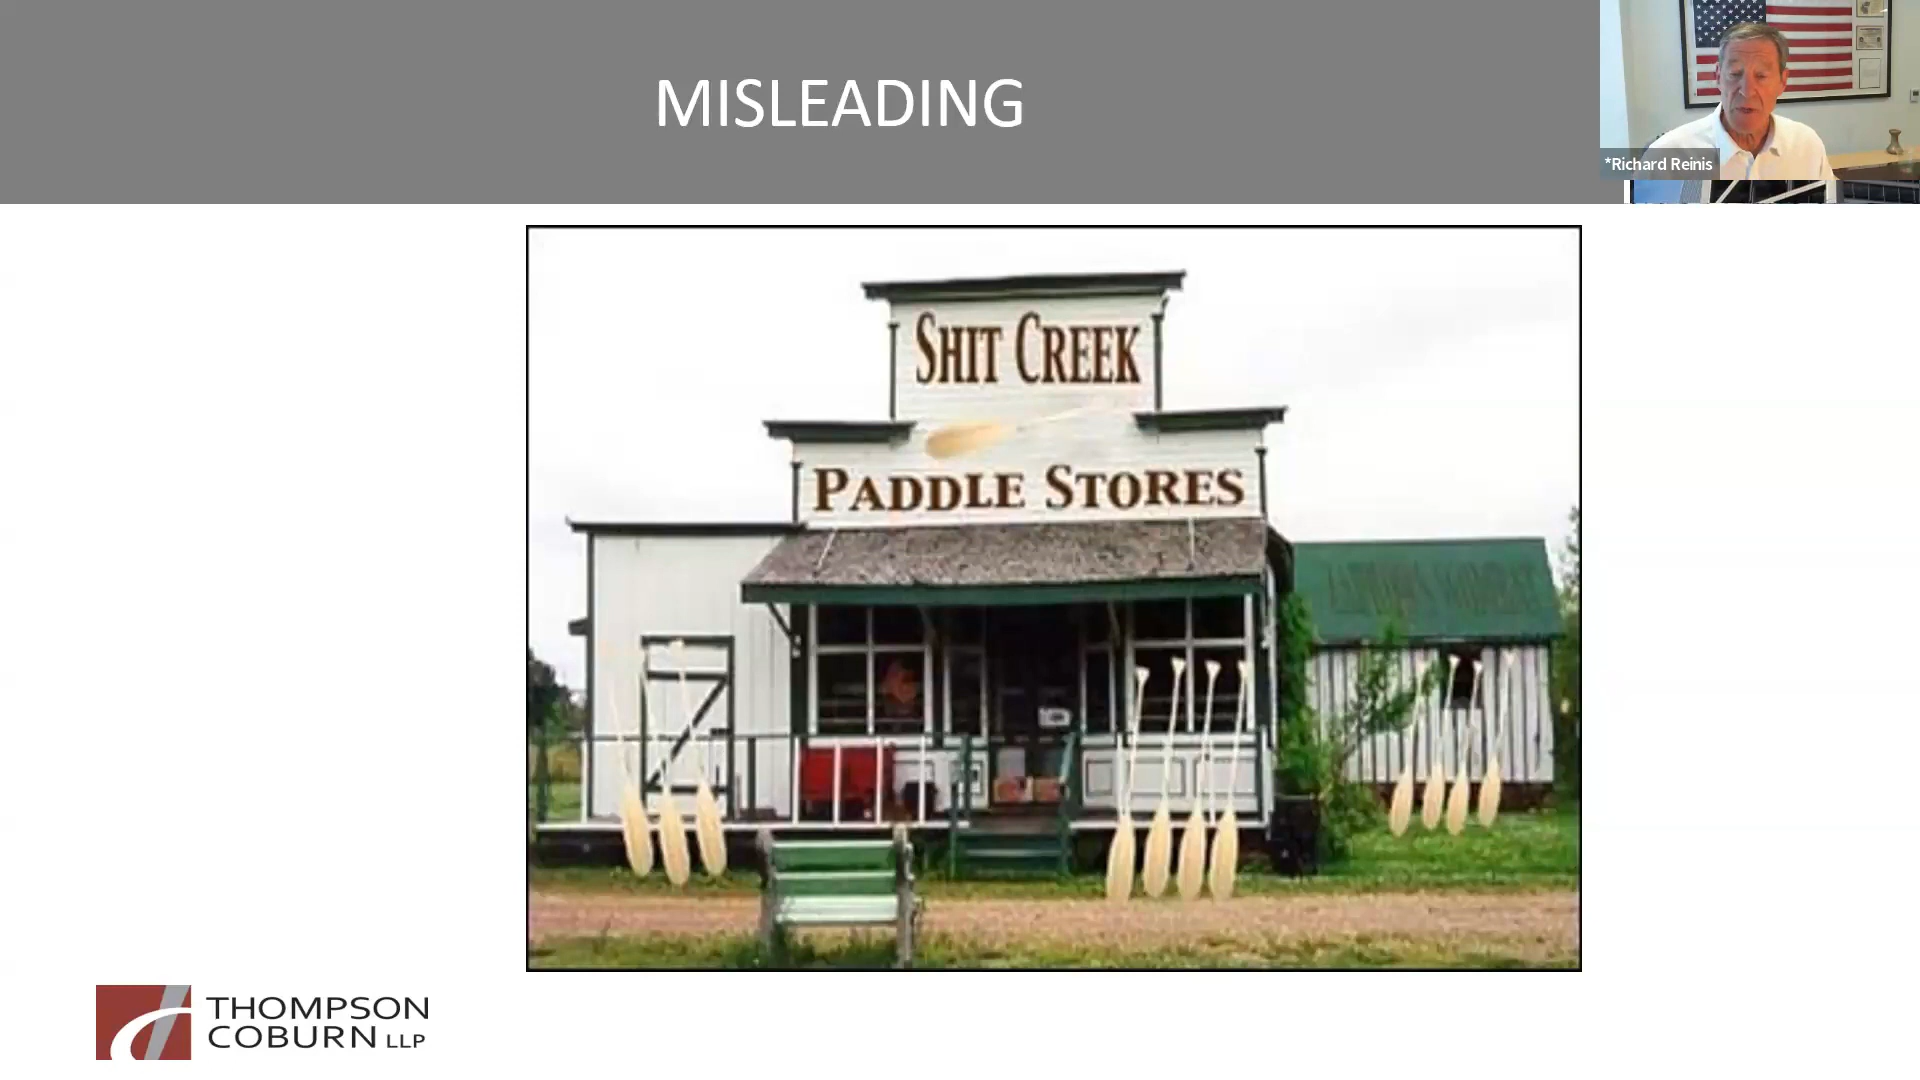 MISLEADING
*Richard Reinis
SHIT CREEK
PADDLE STORES
THOMPSON
COBURN LLP